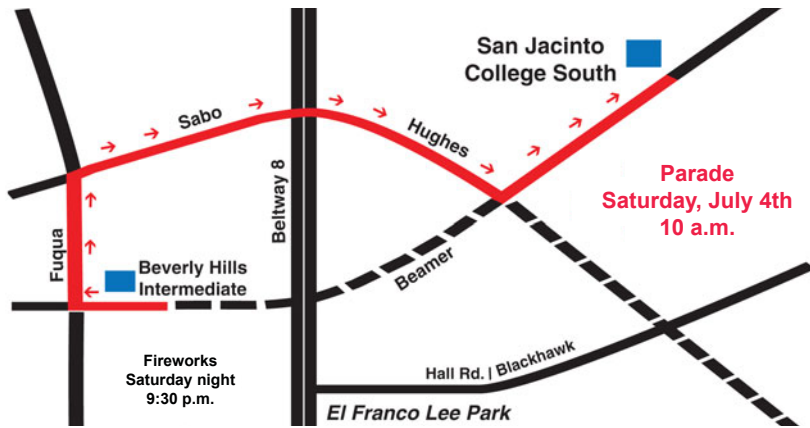 San Jacinto
College South
Sabo
Hughes
Beltway 8
Parade
Saturday, July 4th
10 a.m.
Fuqua
Beverly Hills
Intermediate
Beamer
Fireworks
Saturday night
9:30 p.m.
Hall Rd. / Blackhawk
El Franco Lee Park